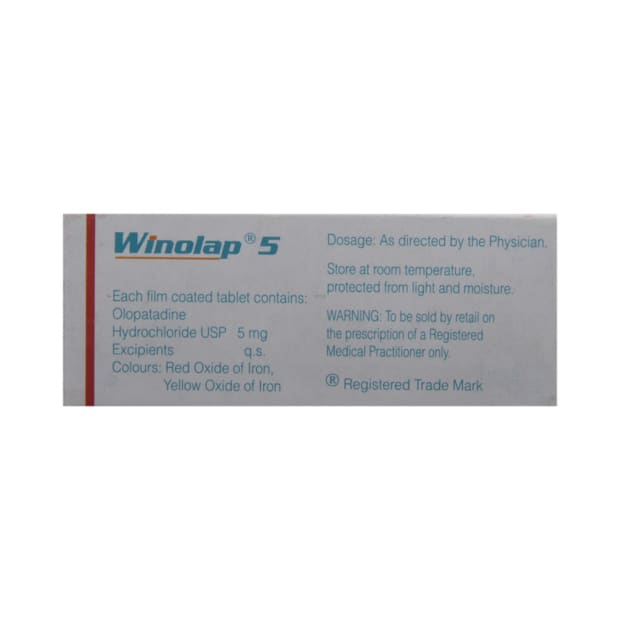 Winolap® 5
Each film coated tablet contains:
Olopatadine
Hydrochloride USP 5 mg
Excipients q.s.
Colours: Red Oxide of Iron,
Yellow Oxide of Iron
Dosage: As directed by the Physician.
Store at room temperature,
protected from light and moisture.
WARNING: To be sold by retail on
the prescription of a Registered
Medical Practitioner only.
® Registered Trade Mark